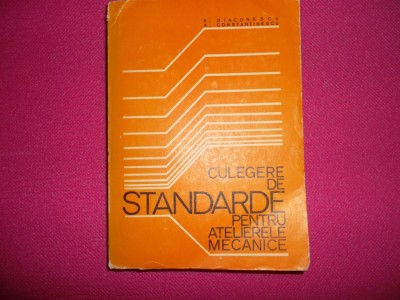 E DIACONESCU
A CONSTANTINESCU
CULEGERE
DE
STANDARDE
PENTRU
ATELIERELE
MECANICE